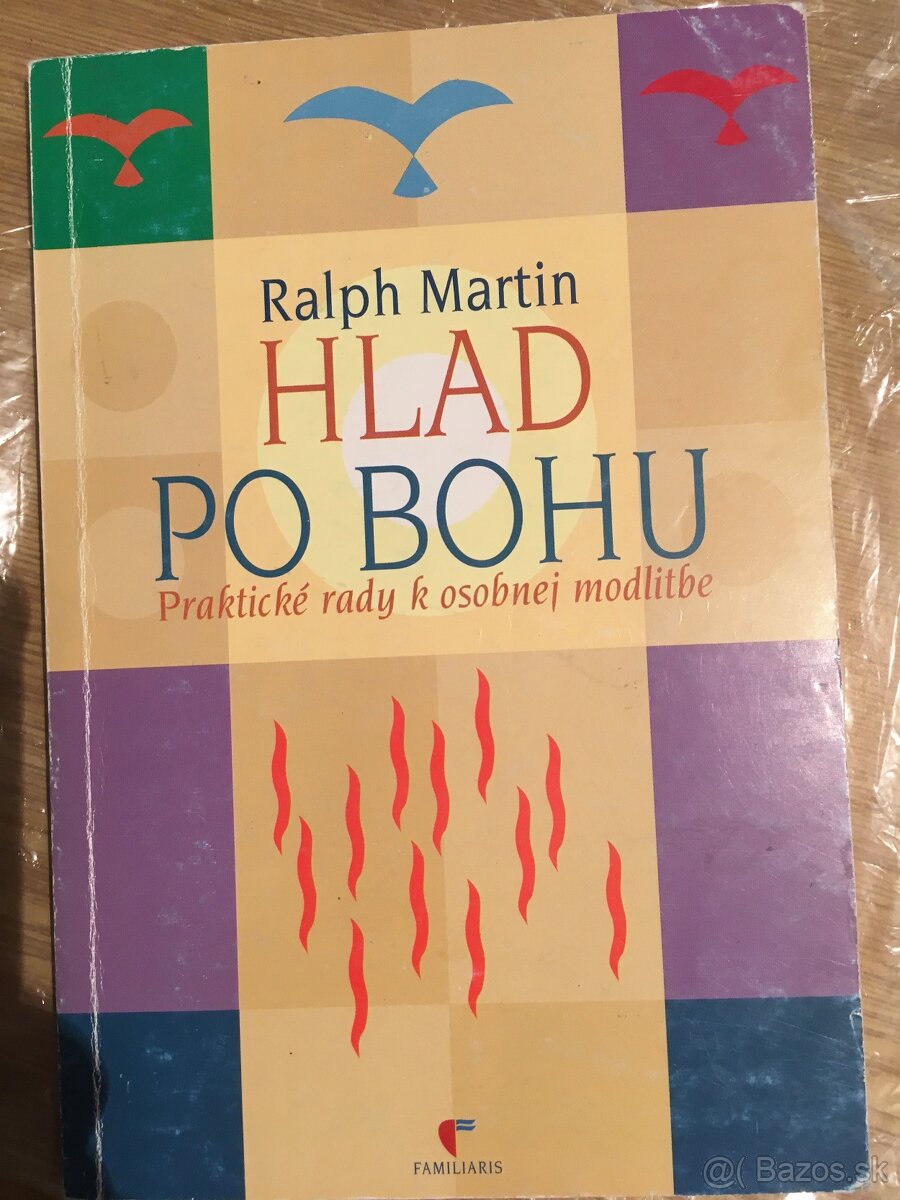 Ralph Martin
HLAD
PO BOHU
Praktické rady k osobnej modlitbe
FAMILIARIS
@( Bazos.sk